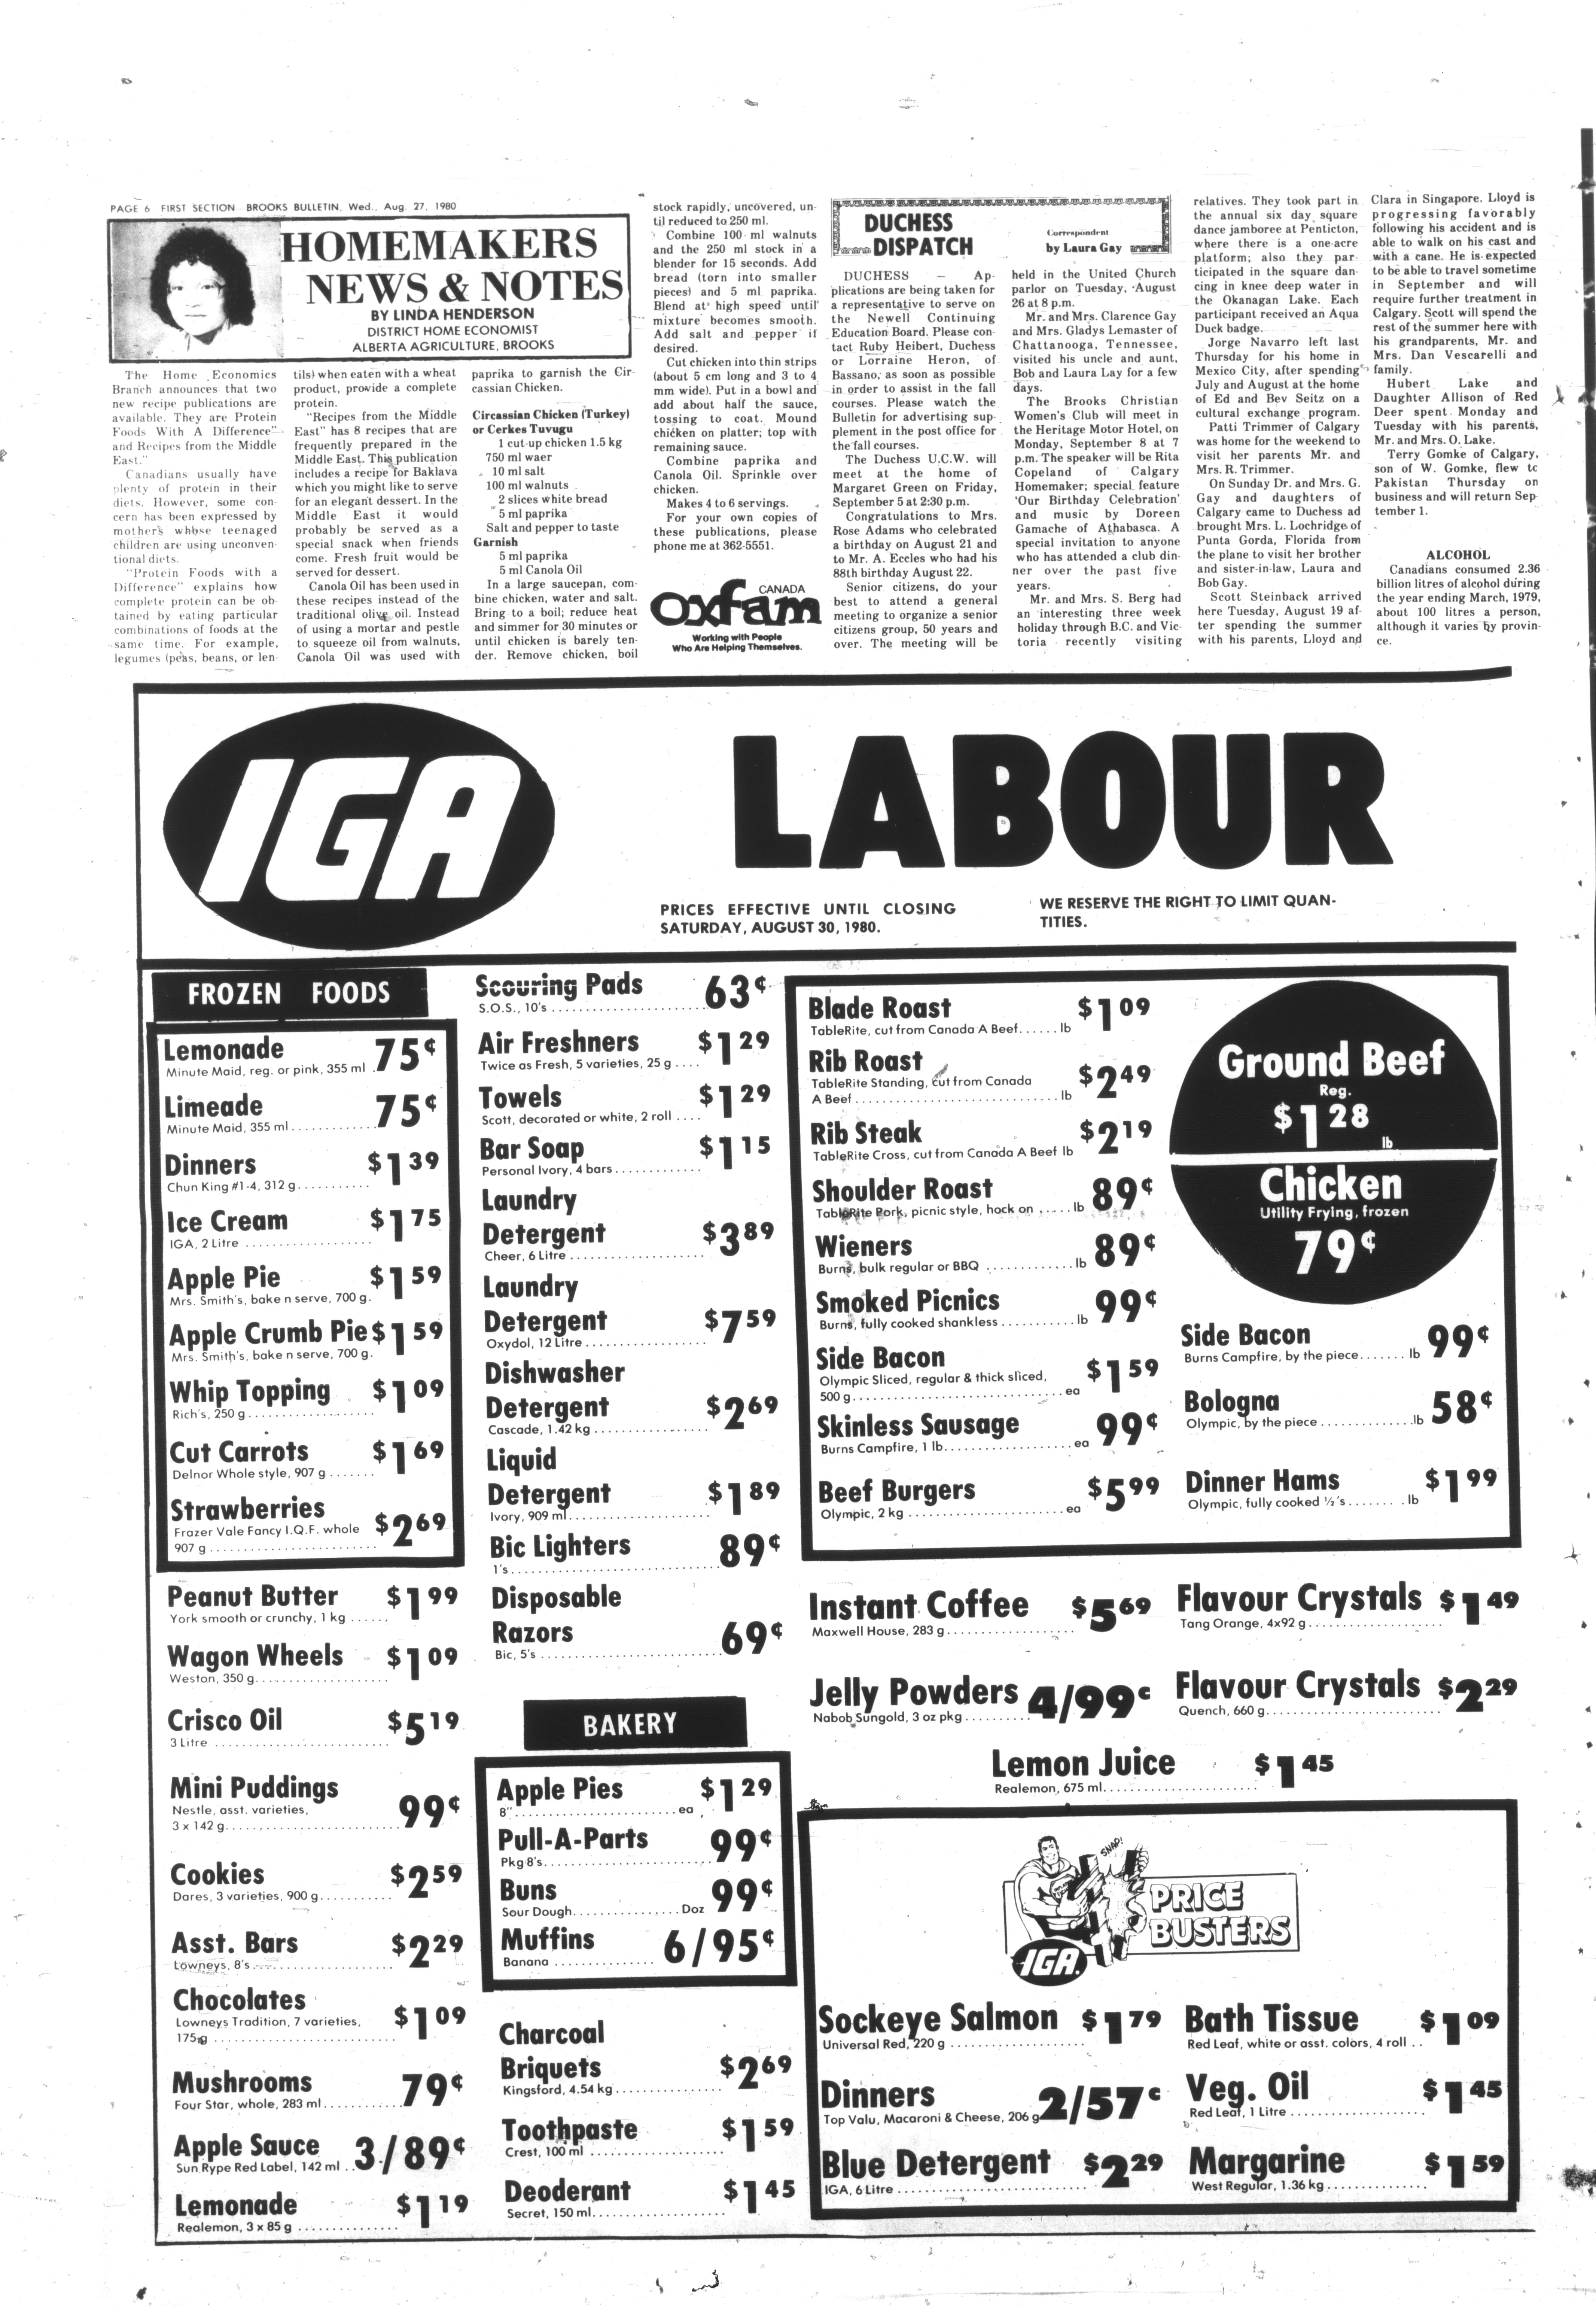 PAGE 6 FIRST SECTION BROOKS BULLETIN, Wed., Aug. 27, 1980
HOMEMAKERS
NEWS & NOTES
BY LINDA HENDERSON
DISTRICT HOME ECONOMIST
ALBERTA AGRICULTURE, BROOKS
The Home Economics
Branch announces that two
new recipe publications are
available. They are Protein
Foods With A Difference"
and Recipes from the Middle
East."
Canadians usually have
plenty of protein in their
diets. However, some con-
cern has been expressed by
mothers whose teenaged
children are using unconven-
tional diets.
"Protein Foods with a
Difference" explains how
complete protein can be ob-
tained by eating particular
combinations of foods at the
same time. For example,
legumes (peas, beans, or len-
tils) when eaten with a wheat
product, provide a complete
protein.
"Recipes from the Middle
East" has 8 recipes that are
frequently prepared in the
Middle East. This publication
includes a recipe for Baklava
which you might like to serve
for an elegant dessert. In the
Middle East it would
probably be served as a
special snack when friends
come. Fresh fruit would be
served for dessert.
Canola Oil has been used in
these recipes instead of the
traditional olive oil. Instead
of using a mortar and pestle
to squeeze oil from walnuts,
Canola Oil was used with
paprika to garnish the Cir-
cassian Chicken.
Circassian Chicken (Turkey)
or Cerkes Tuvugu
1 cut-up chicken 1.5 kg
750 ml waer
10 ml salt
100 ml walnuts
2 slices white bread
5 ml paprika
Salt and pepper to taste
Garnish
5 ml paprika
5 ml Canola Oil
In a large saucepan, com-
bine chicken, water and salt.
Bring to a boil; reduce heat
and simmer for 30 minutes or
until chicken is barely ten-
der. Remove chicken, boil
stock rapidly, uncovered, un-
til reduced to 250 ml.
Combine 100 ml walnuts
and the 250 ml stock in a
blender for 15 seconds. Add
bread (torn into smaller
pieces) and 5 ml paprika.
Blend at high speed until
mixture becomes smooth.
Add salt and pepper if
desired.
Cut chicken into thin strips
(about 5 cm long and 3 to 4
mm wide). Put in a bowl and
add about half the sauce,
tossing to coat. Mound
chicken on platter; top with
remaining sauce.
Combine paprika and
Canola Oil. Sprinkle over
chicken.
Makes 4 to 6 servings.
For your own copies of
these publications, please
phone me at 362-5551.
CANADA
oxfam
Working with People
Who Are Helping Themselves.
DUCHESS
DISPATCH
Correspondent
by Laura Gay
DUCHESS — Ap-
plications are being taken for
a representative to serve on
the Newell Continuing
Education Board. Please con-
tact Ruby Heibert, Duchess
or Lorraine Heron, of
Bassano, as soon as possible
in order to assist in the fall
courses. Please watch the
Bulletin for advertising sup-
plement in the post office for
the fall courses.
The Duchess U.C.W. will
meet at the home of
Margaret Green on Friday,
September 5 at 2:30 p.m.
Congratulations to Mrs.
Rose Adams who celebrated
a birthday on August 21 and
to Mr. A. Eccles who had his
88th birthday August 22.
Senior citizens, do your
best to attend a general
meeting to organize a senior
citizens group, 50 years and
over. The meeting will be
held in the United Church
parlor on Tuesday, August
26 at 8 p.m.
Mr. and Mrs. Clarence Gay
and Mrs. Gladys Lemaster of
Chattanooga, Tennessee,
visited his uncle and aunt,
Bob and Laura Lay for a few
days.
The Brooks Christian
Women's Club will meet in
the Heritage Motor Hotel, on
Monday, September 8 at 7
p.m. The speaker will be Rita
Copeland of Calgary
Homemaker; special feature
'Our Birthday Celebration'
and music by Doreen
Gamache of Athabasca. A
special invitation to anyone
who has attended a club din-
ner over the past five
years.
Mr. and Mrs. S. Berg had
an interesting three week
holiday through B.C. and Vic-
toria recently visiting
relatives. They took part in
the annual six day square
dance jamboree at Penticton,
where there is a one-acre
platform; also they par-
ticipated in the square dan-
cing in knee deep water in
the Okanagan Lake. Each
participant received an Aqua
Duck badge.
Jorge Navarro left last
Thursday for his home in
Mexico City, after spending
July and August at the home
of Ed and Bev Seitz on a
cultural exchange program.
Patti Trimmer of Calgary
was home for the weekend to
visit her parents Mr. and
Mrs. R. Trimmer.
On Sunday Dr. and Mrs. G.
Gay and daughters of
Calgary came to Duchess ad
brought Mrs. L. Lochridge of
Punta Gorda, Florida from
the plane to visit her brother
and sister-in-law, Laura and
Bob Gay.
Scott Steinback arrived
here Tuesday, August 19 af-
ter spending the summer
with his parents, Lloyd and
Clara in Singapore. Lloyd is
progressing favorably
following his accident and is
able to walk on his cast and
with a cane. He is expected
to be able to travel sometime
in September and will
require further treatment in
Calgary. Scott will spend the
rest of the summer here with
his grandparents, Mr. and
Mrs. Dan Vescarelli and
family.
Hubert Lake and
Daughter Allison of Red
Deer spent Monday and
Tuesday with his parents,
Mr. and Mrs. O. Lake.
Terry Gomke of Calgary,
son of W. Gomke, flew tc
Pakistan Thursday on
business and will return Sep
tember 1.
ALCOHOL
Canadians consumed 2.36
billion litres of alcohol during
the year ending March, 1979,
about 100 litres a person,
although it varies by provin-
ce.
IGA
LABOUR
PRICES EFFECTIVE UNTIL CLOSING
SATURDAY, AUGUST 30, 1980.
WE RESERVE THE RIGHT TO LIMIT QUAN-
TITIES.
FROZEN FOODS
Lemonade 75¢
Minute Maid, reg. or pink, 355 ml
Limeade 75¢
Minute Maid, 355 ml
Dinners $1 39
Chun King #1-4, 312 g
Ice Cream $1 75
IGA, 2 Litre
Apple Pie $1 59
Mrs. Smith's, bake n serve, 700 g.
Apple Crumb Pie $1 59
Mrs. Smith's, bake n serve, 700 g.
Whip Topping $1 09
Rich's, 250 g
Cut Carrots $1 69
Delnor Whole style, 907 g
Strawberries $2 69
Frazer Vale Fancy I.Q.F. whole
907 g
Peanut Butter $1 99
York smooth or crunchy, 1 kg
Wagon Wheels $1 09
Weston, 350 g
Crisco Oil $5 19
3 Litre
Mini Puddings 99¢
Nestle, asst. varieties,
3 x 142 g
Cookies $2 59
Dares, 3 varieties, 900 g
Asst. Bars $2 29
Lowneys, 8's
Chocolates $1 09
Lowneys Tradition, 7 varieties,
175g
Mushrooms 79¢
Four Star, whole, 283 ml
Apple Sauce 3/89¢
Sun Rype Red Label, 142 ml
Lemonade $1 19
Realemon, 3 x 85 g
Scouring Pads 63¢
S.O.S., 10's
Air Freshners $1 29
Twice as Fresh, 5 varieties, 25 g
Towels $1 29
Scott, decorated or white, 2 roll
Bar Soap $1 15
Personal Ivory, 4 bars
Laundry
Detergent $3 89
Cheer, 6 Litre
Laundry
Detergent $7 59
Oxydol, 12 Litre
Dishwasher
Detergent $2 69
Cascade, 1.42 kg
Liquid
Detergent $1 89
Ivory, 909 ml
Bic Lighters 89¢
1's
Disposable
Razors 69¢
Bic, 5's
BAKERY
Apple Pies $1 29
8" ea
Pull-A-Parts 99¢
Pkg 8's
Buns 99¢
Sour Dough Doz
Muffins 6/95¢
Banana
Charcoal
Briquets $2 69
Kingsford, 4.54 kg
Toothpaste $1 59
Crest, 100 ml
Deoderant $1 45
Secret, 150 ml
Blade Roast $1 09
TableRite, cut from Canada A Beef lb
Rib Roast $2 49
TableRite Standing, cut from Canada
A Beef lb
Rib Steak $2 19
TableRite Cross, cut from Canada A Beef lb
Shoulder Roast 89¢
TableRite Pork, picnic style, hock on lb
Wieners 89¢
Burns, bulk regular or BBQ lb
Smoked Picnics 99¢
Burns, fully cooked shankless lb
Side Bacon $1 59
Olympic Sliced, regular & thick sliced,
500 g ea
Skinless Sausage 99¢
Burns Campfire, 1 lb ea
Beef Burgers $5 99
Olympic, 2 kg ea
Ground Beef
Reg.
$1 28
lb
Chicken
Utility Frying, frozen
79¢
Side Bacon 99¢
Burns Campfire, by the piece lb
Bologna 58¢
Olympic, by the piece lb
Dinner Hams $1 99
Olympic, fully cooked ½'s lb
Instant Coffee $5 69
Maxwell House, 283 g
Flavour Crystals $1 49
Tang Orange, 4x92 g
Jelly Powders 4/99¢
Nabob Sungold, 3 oz pkg
Flavour Crystals $2 29
Quench, 660 g
Lemon Juice $1 45
Realemon, 675 ml
SNAP!
PRICE
BUSTERS
IGA
Sockeye Salmon $1 79
Universal Red, 220 g
Bath Tissue $1 09
Red Leaf, white or asst. colors, 4 roll
Dinners 2/57¢
Top Valu, Macaroni & Cheese, 206 g
Veg. Oil $1 45
Red Leaf, 1 Litre
Blue Detergent $2 29
IGA, 6 Litre
Margarine $1 59
West Regular, 1.36 kg